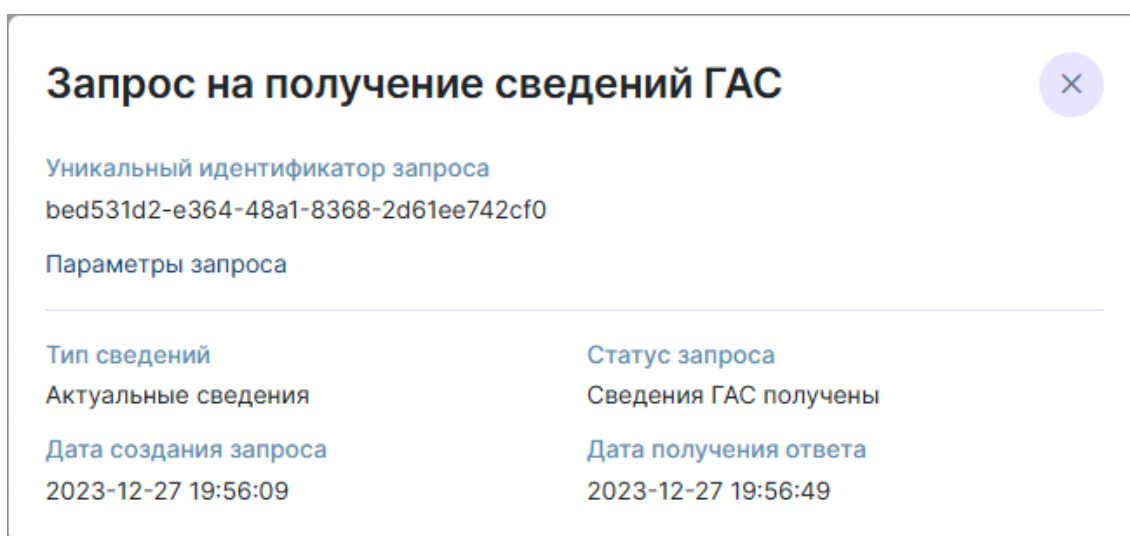 Запрос на получение сведений ГАС
Уникальный идентификатор запроса
bed531d2-e364-48a1-8368-2d61ee742cf0
Параметры запроса
Тип сведений
Актуальные сведения
Статус запроса
Сведения ГАС получены
Дата создания запроса
2023-12-27 19:56:09
Дата получения ответа
2023-12-27 19:56:49